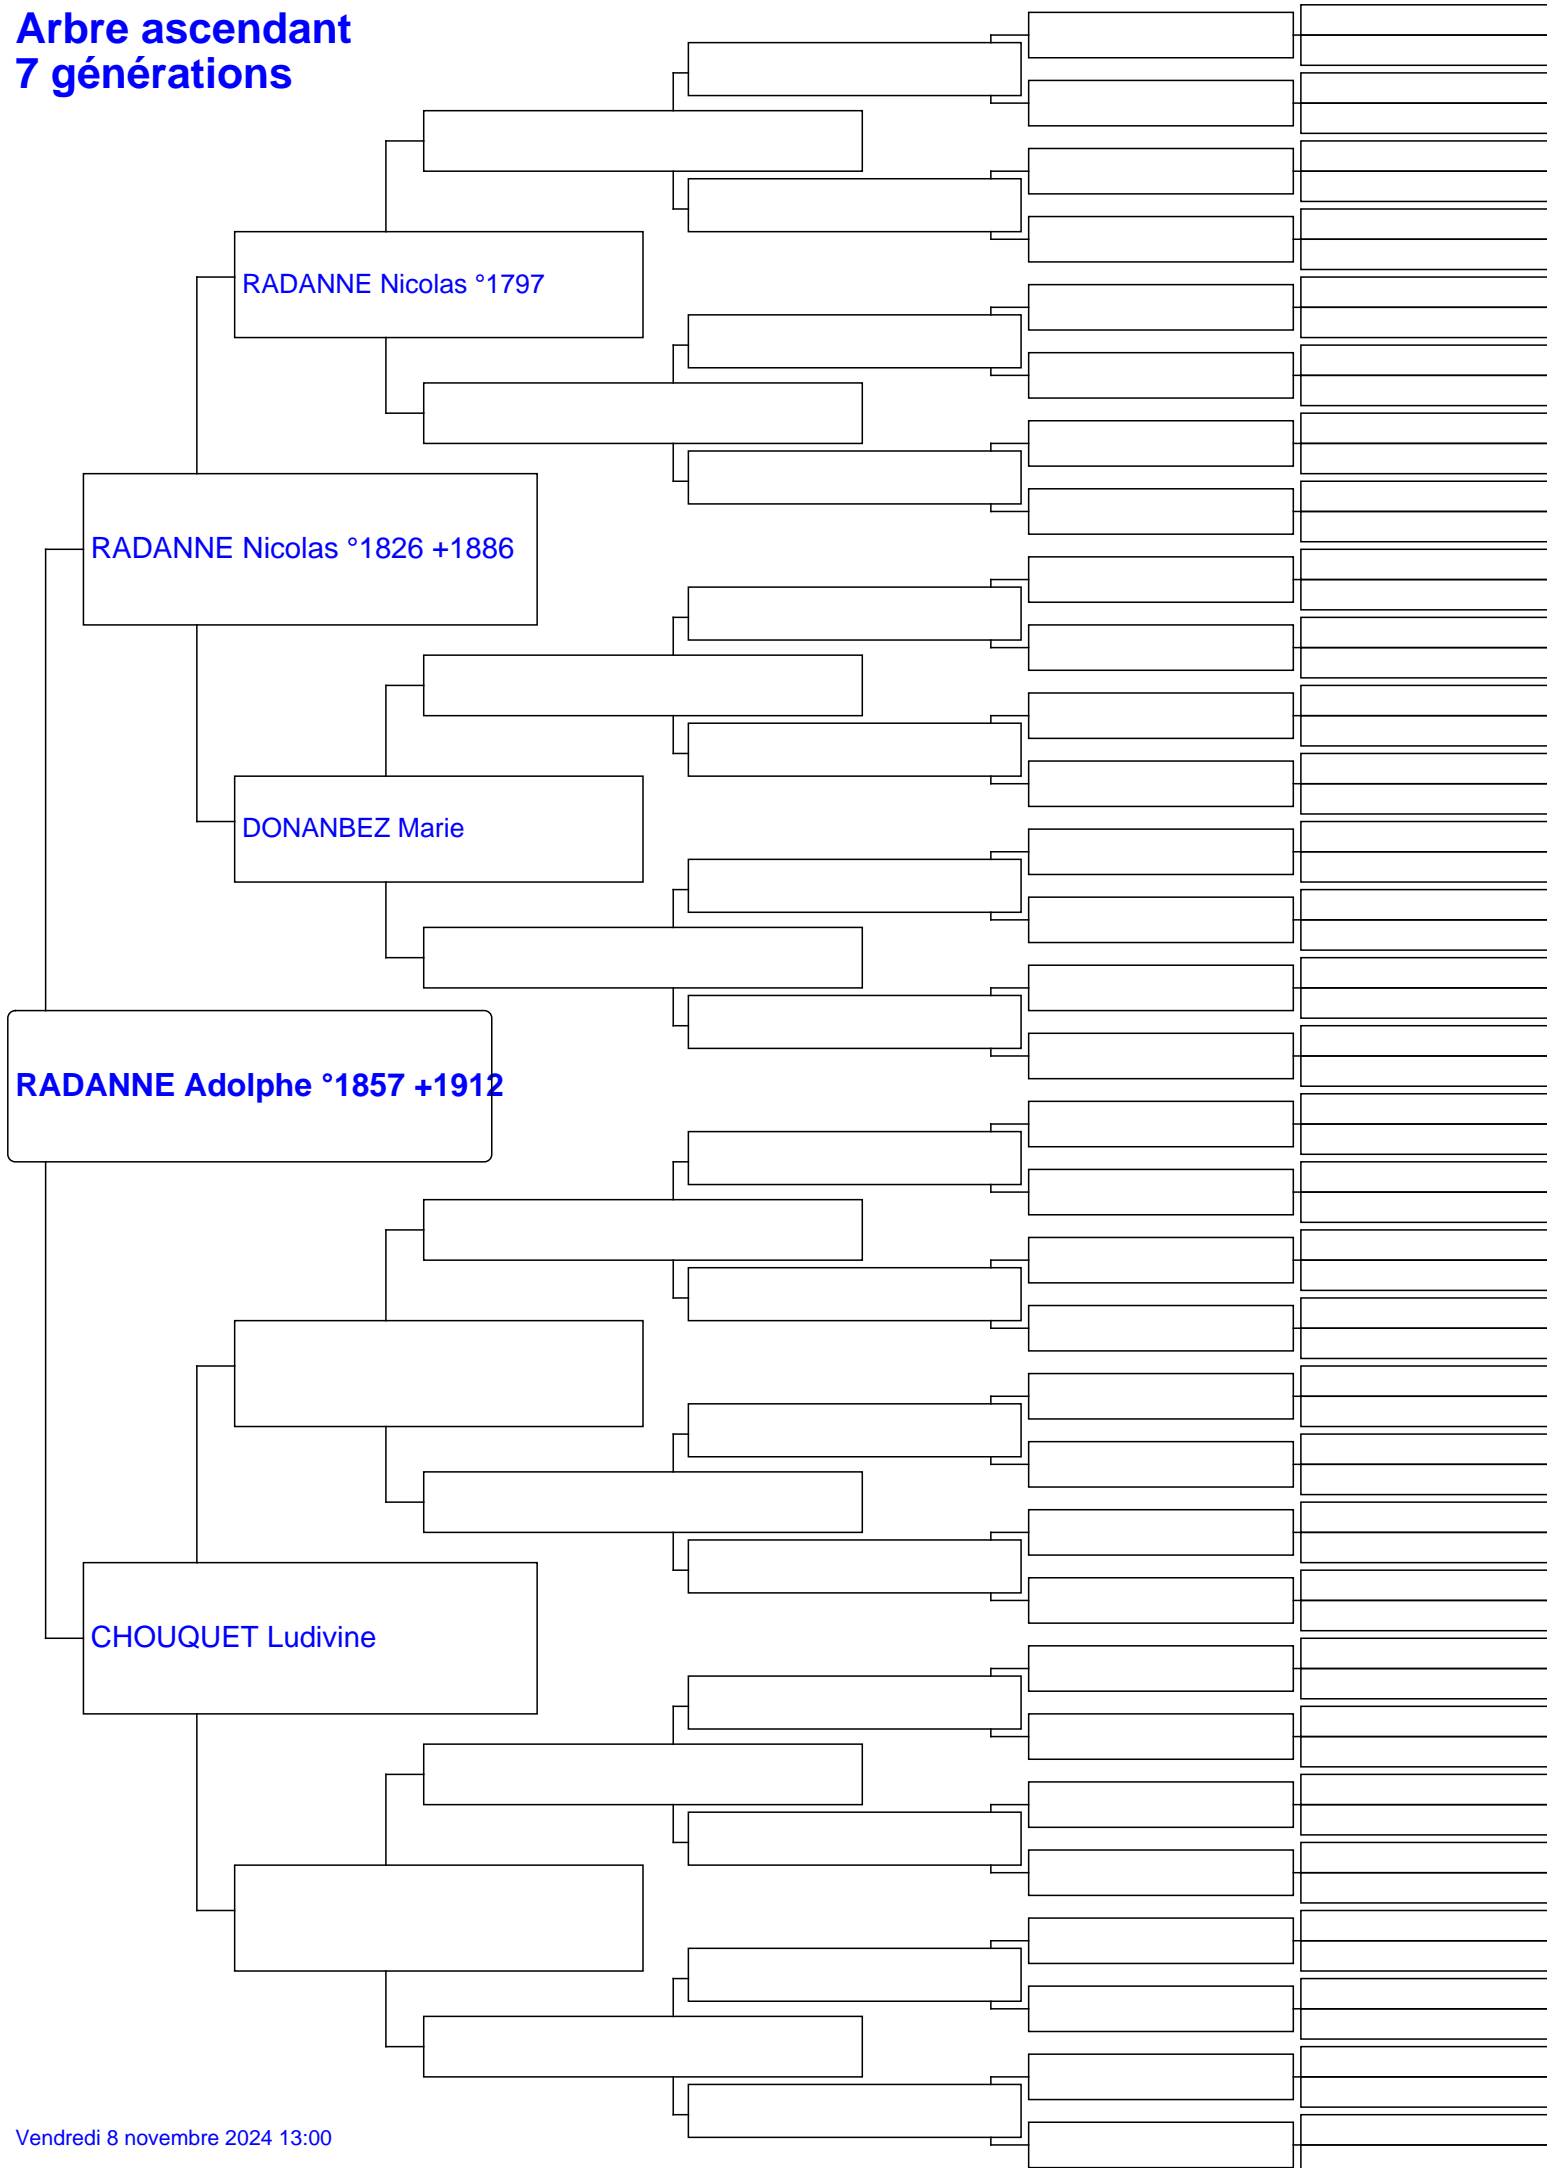 Arbre ascendant
7 générations
RADANNE Nicolas °1797
RADANNE Nicolas °1826 +1886
DONANBEZ Marie
RADANNE Adolphe °1857 +1912
CHOUQUET Ludivine
Vendredi 8 novembre 2024 13:00